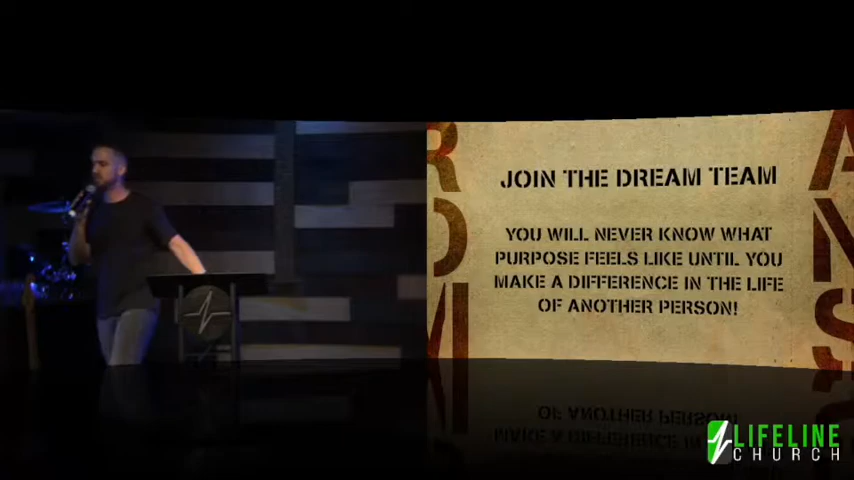 JOIN THE DREAM TEAM
YOU WILL NEVER KNOW WHAT
PURPOSE FEELS LIKE UNTIL YOU
MAKE A DIFFERENCE IN THE LIFE
OF ANOTHER PERSON!
R
O
M
A
N
S
LIFELINE
CHURCH